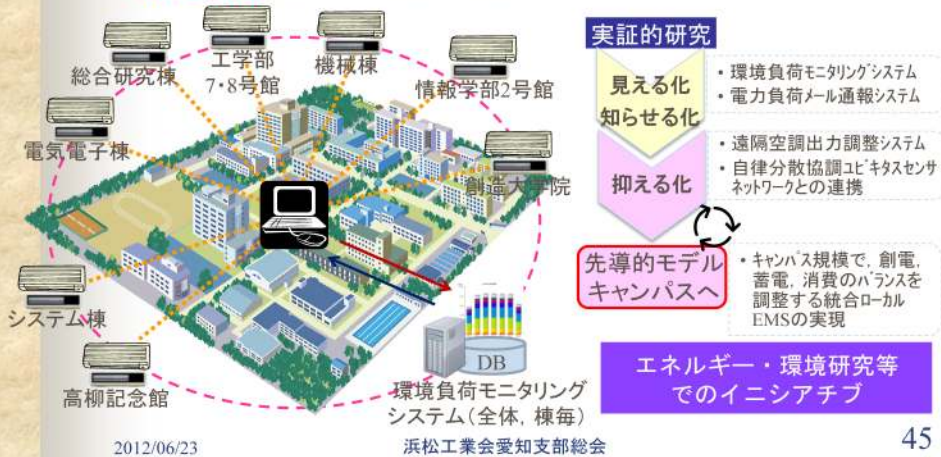 総合研究棟
工学部
7・8号館
機械棟
情報学部2号館
電気電子棟
創造大学院
システム棟
高柳記念館
DB
環境負荷モニタリング
システム(全体, 棟毎)
実証的研究
見える化
知らせる化
・環境負荷モニタリングシステム
・電力負荷メール通報システム
抑える化
・遠隔空調出力調整システム
・自律分散協調ユビキタスセンサ
ネットワークとの連携
先導的モデル
キャンパスへ
・キャンパス規模で, 創電,
蓄電, 消費のバランスを
調整する統合ローカル
EMSの実現
エネルギー・環境研究等
でのイニシアチブ
2012/06/23
浜松工業会愛知支部総会
45